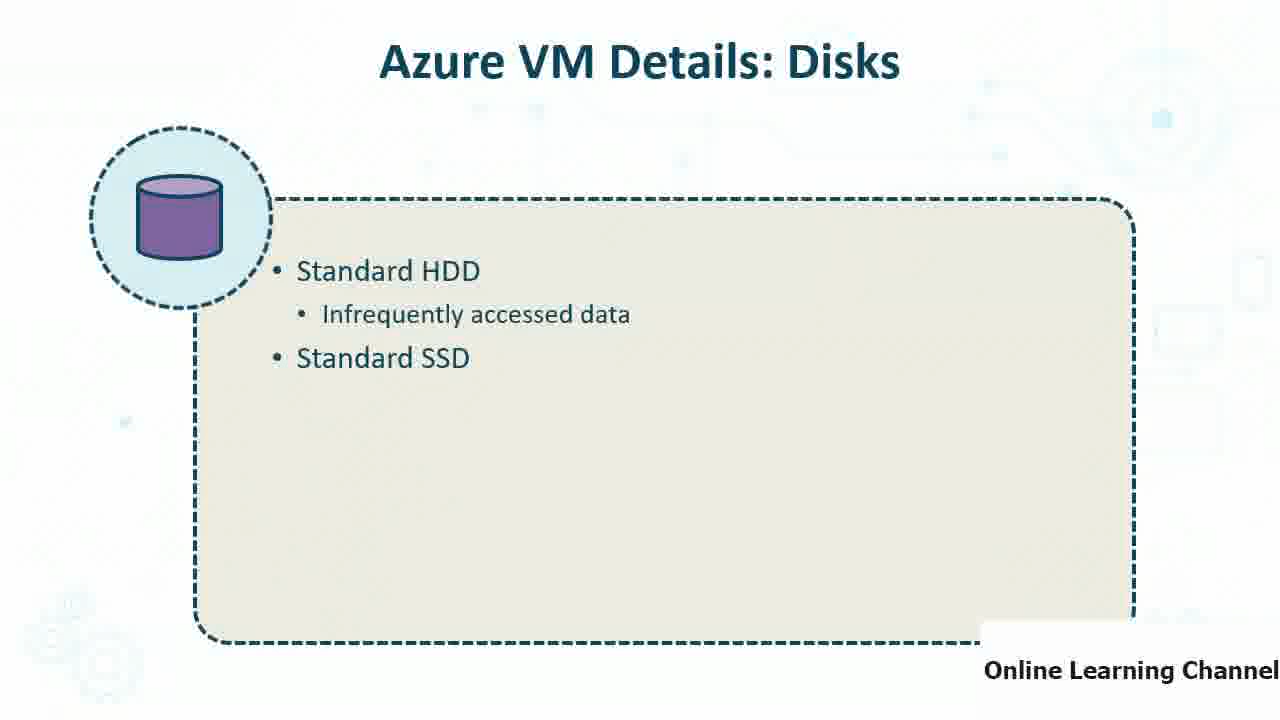 Azure VM Details: Disks
• Standard HDD
• Infrequently accessed data
• Standard SSD
Online Learning Channel